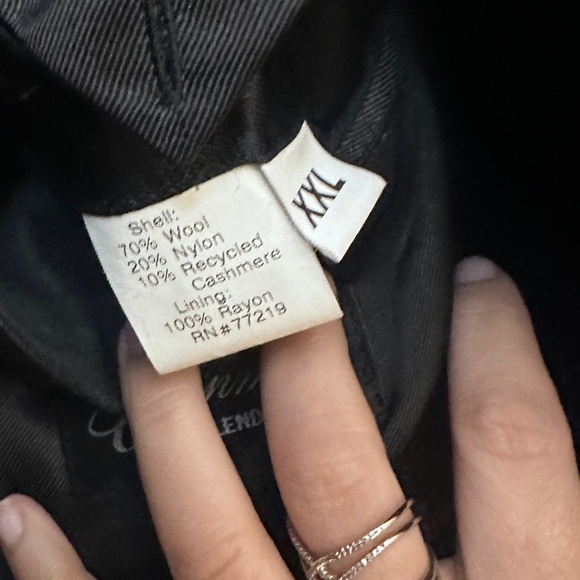 Shell:
70% Wool
20% Nylon
10% Recycled
Cashmere
Lining:
100% Rayon
RN#77219
XXL